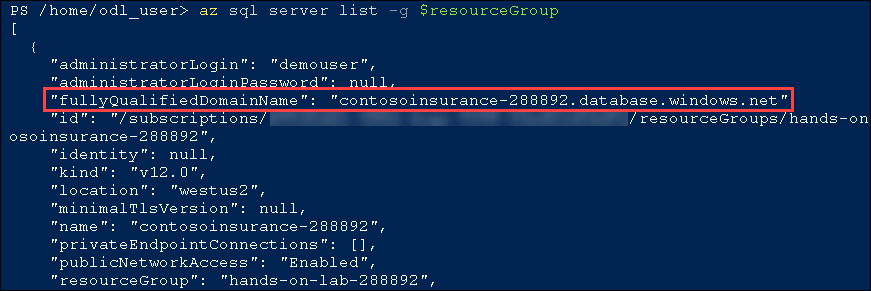 PS /home/odl_user> az sql server list -g $resourceGroup
[
  {
    "administratorLogin": "demouser",
    "administratorLoginPassword": null,
    "fullyQualifiedDomainName": "contosoinsurance-288892.database.windows.net"
    "id": "/subscriptions/ /resourceGroups/hands-on
osoinsurance-288892",
    "identity": null,
    "kind": "v12.0",
    "location": "westus2",
    "minimalTlsVersion": null,
    "name": "contosoinsurance-288892",
    "privateEndpointConnections": [],
    "publicNetworkAccess": "Enabled",
    "resourceGroup": "hands-on-lab-288892",